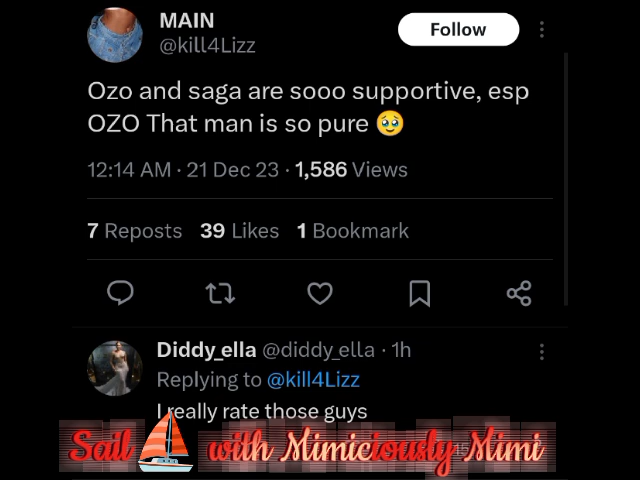 MAIN
@kill4Lizz
Follow
Ozo and saga are sooo supportive, esp
OZO That man is so pure 🥹
12:14 AM · 21 Dec 23 · 1,586 Views
7 Reposts 39 Likes 1 Bookmark
Diddy_ella @diddy_ella · 1h
Replying to @kill4Lizz
I really rate those guys
Sail with Mimiciously Mimi